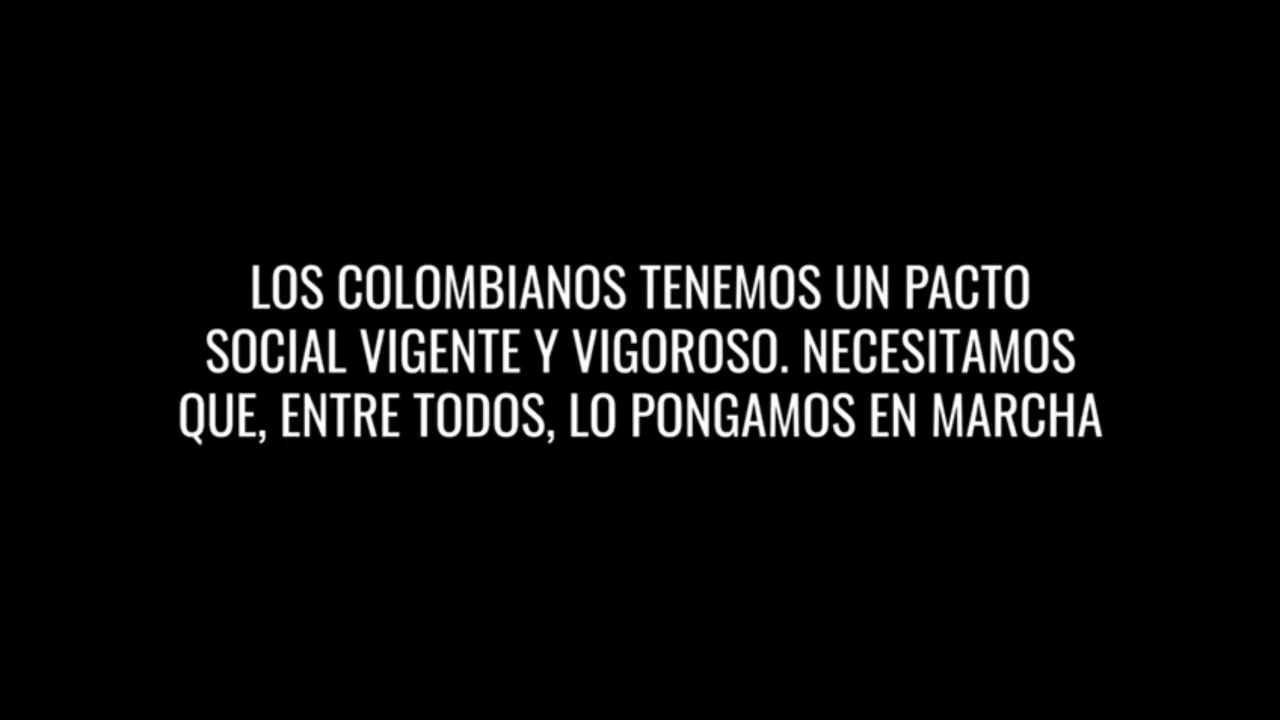 LOS COLOMBIANOS TENEMOS UN PACTO
SOCIAL VIGENTE Y VIGOROSO. NECESITAMOS
QUE, ENTRE TODOS, LO PONGAMOS EN MARCHA